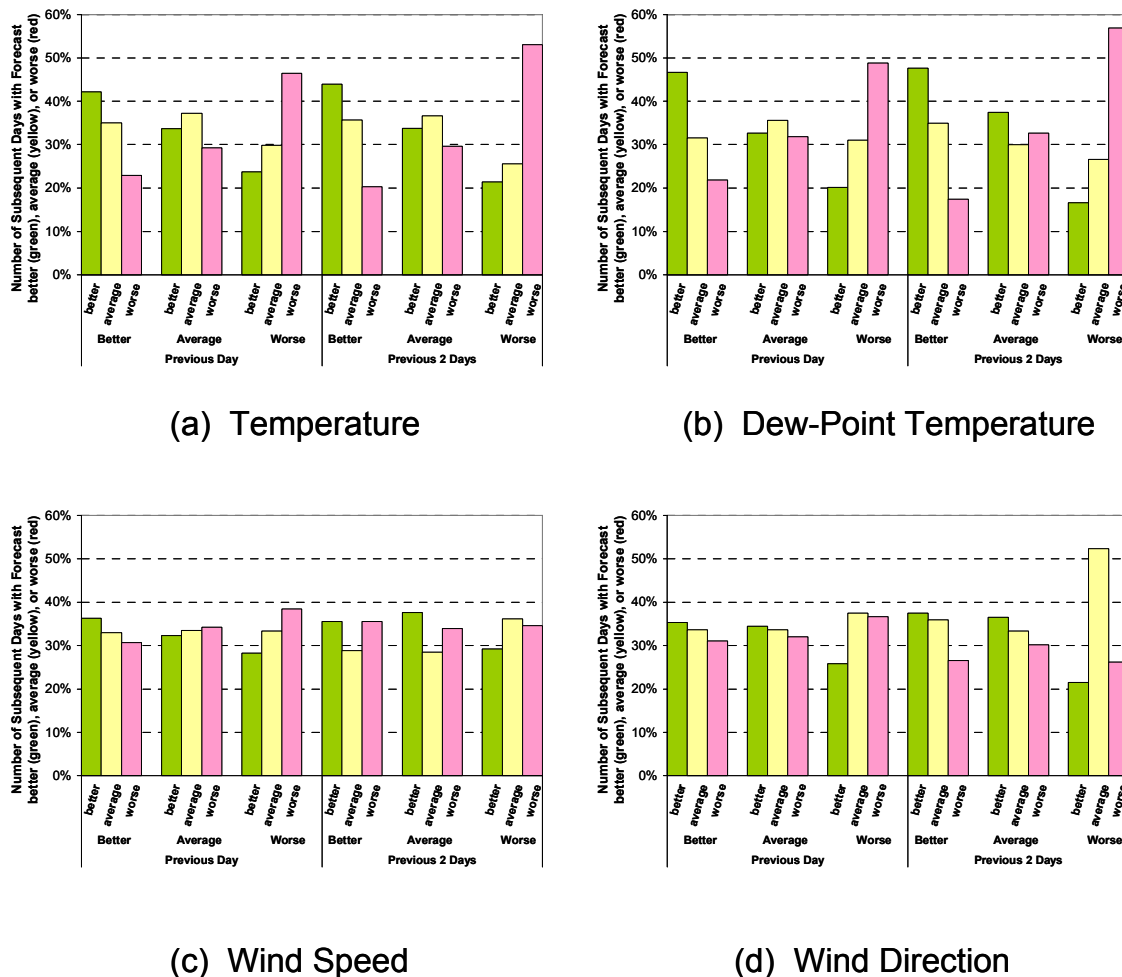 Number of Subsequent Days with Forecast
better (green), average (yellow), or worse (red)
60%
50%
40%
30%
20%
10%
0%
better
average
worse
better
average
worse
better
average
worse
better
average
worse
better
average
worse
better
average
worse
Better
Average
Worse
Better
Average
Worse
Previous Day
Previous 2 Days
(a) Temperature
Number of Subsequent Days with Forecast
better (green), average (yellow), or worse (red)
60%
50%
40%
30%
20%
10%
0%
better
average
worse
better
average
worse
better
average
worse
better
average
worse
better
average
worse
better
average
worse
Better
Average
Worse
Better
Average
Worse
Previous Day
Previous 2 Days
(b) Dew-Point Temperature
Number of Subsequent Days with Forecast
better (green), average (yellow), or worse (red)
60%
50%
40%
30%
20%
10%
0%
better
average
worse
better
average
worse
better
average
worse
better
average
worse
better
average
worse
better
average
worse
Better
Average
Worse
Better
Average
Worse
Previous Day
Previous 2 Days
(c) Wind Speed
Number of Subsequent Days with Forecast
better (green), average (yellow), or worse (red)
60%
50%
40%
30%
20%
10%
0%
better
average
worse
better
average
worse
better
average
worse
better
average
worse
better
average
worse
better
average
worse
Better
Average
Worse
Better
Average
Worse
Previous Day
Previous 2 Days
(d) Wind Direction